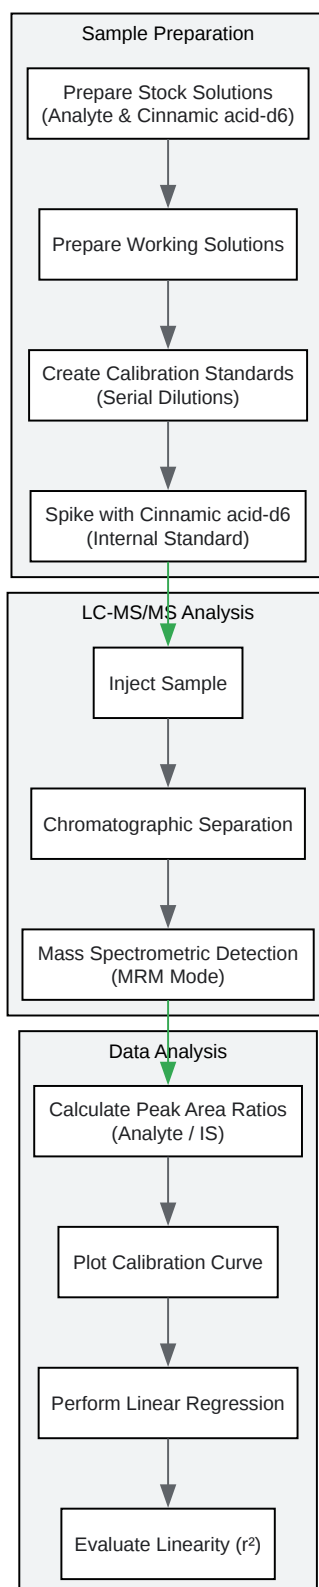 Sample Preparation
Prepare Stock Solutions
(Analyte & Cinnamic acid-d6)
Prepare Working Solutions
Create Calibration Standards
(Serial Dilutions)
Spike with Cinnamic acid-d6
(Internal Standard)
LC-MS/MS Analysis
Inject Sample
Chromatographic Separation
Mass Spectrometric Detection
(MRM Mode)
Data Analysis
Calculate Peak Area Ratios
(Analyte / IS)
Plot Calibration Curve
Perform Linear Regression
Evaluate Linearity (r²)